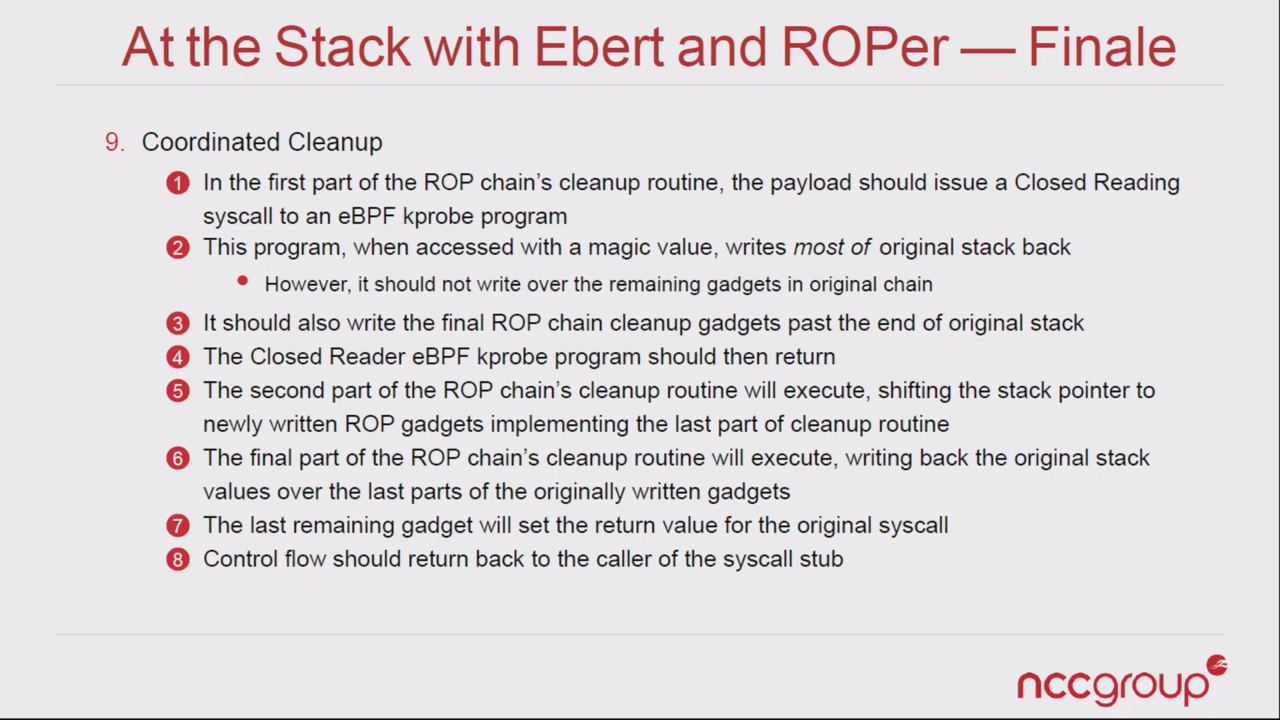 At the Stack with Ebert and ROPer — Finale
9. Coordinated Cleanup
1 In the first part of the ROP chain's cleanup routine, the payload should issue a Closed Reading
syscall to an eBPF kprobe program
2 This program, when accessed with a magic value, writes most of original stack back
• However, it should not write over the remaining gadgets in original chain
3 It should also write the final ROP chain cleanup gadgets past the end of original stack
4 The Closed Reader eBPF kprobe program should then return
5 The second part of the ROP chain's cleanup routine will execute, shifting the stack pointer to
newly written ROP gadgets implementing the last part of cleanup routine
6 The final part of the ROP chain's cleanup routine will execute, writing back the original stack
values over the last parts of the originally written gadgets
7 The last remaining gadget will set the return value for the original syscall
8 Control flow should return back to the caller of the syscall stub
nccgroup